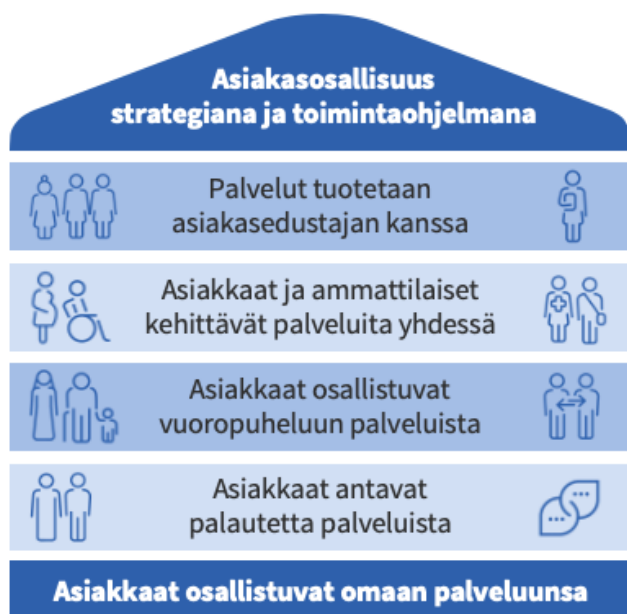 Asiakasosallisuus
strategiana ja toimintaohjelmana
Palvelut tuotetaan
asiakasedustajan kanssa
Asiakkaat ja ammattilaiset
kehittävät palveluita yhdessä
Asiakkaat osallistuvat
vuoropuheluun palveluista
Asiakkaat antavat
palautetta palveluista
Asiakkaat osallistuvat omaan palveluunsa